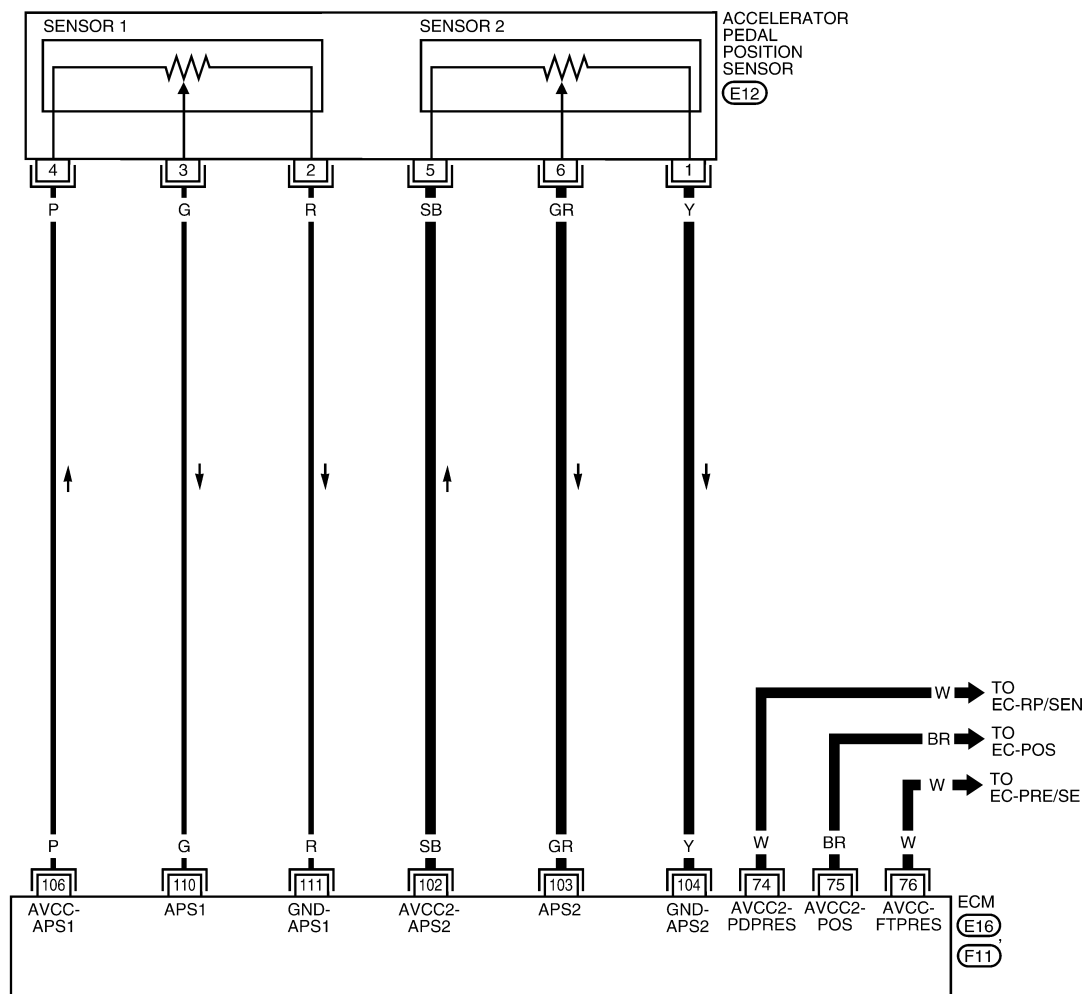 SENSOR 1
SENSOR 2
ACCELERATOR
PEDAL
POSITION
SENSOR
E12
4 3 2 5 6 1
P G R SB GR Y
W TO
EC-RP/SEN
BR TO
EC-POS
W TO
EC-PRE/SE
P G R SB GR Y W BR W
106 110 111 102 103 104 74 75 76
AVCC-
APS1
APS1
GND-
APS1
AVCC2-
APS2
APS2
GND-
APS2
AVCC2-
PDPRES
AVCC2-
POS
AVCC-
FTPRES
ECM
E16 ,
F11